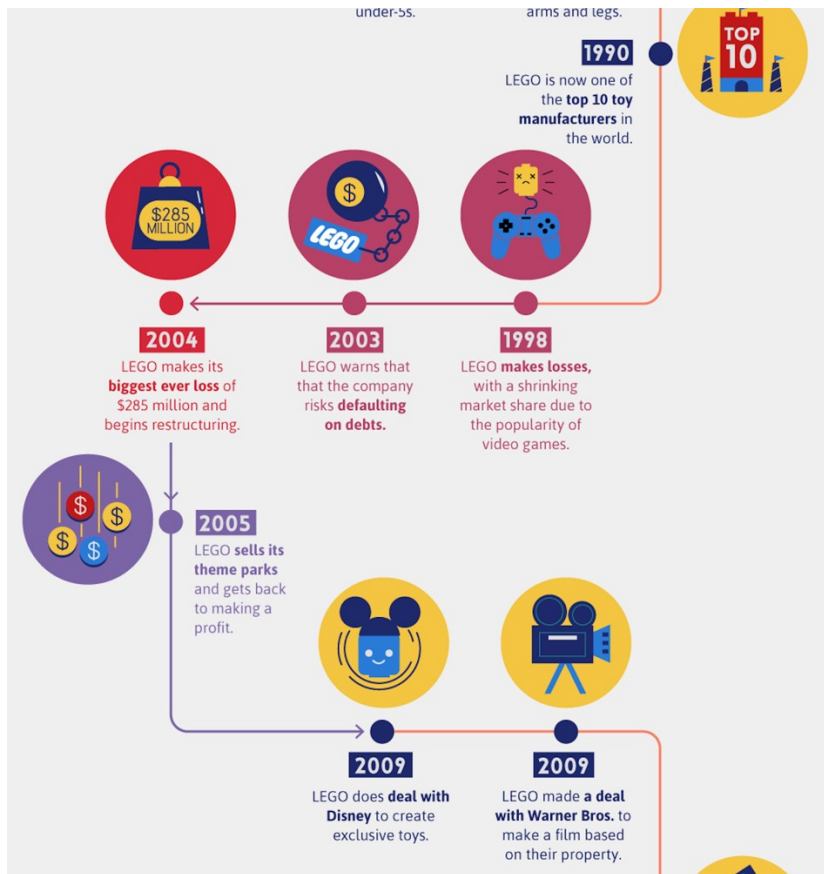 under-5s.
arms and legs.
TOP
10
1990
LEGO is now one of
the top 10 toy
manufacturers in
the world.
$285
MILLION
$
LEGO
2004
LEGO makes its
biggest ever loss of
$285 million and
begins restructuring.
2003
LEGO warns that
that the company
risks defaulting
on debts.
1998
LEGO makes losses,
with a shrinking
market share due to
the popularity of
video games.
$
$
$
$
2005
LEGO sells its
theme parks
and gets back
to making a
profit.
2009
LEGO does deal with
Disney to create
exclusive toys.
2009
LEGO made a deal
with Warner Bros. to
make a film based
on their property.